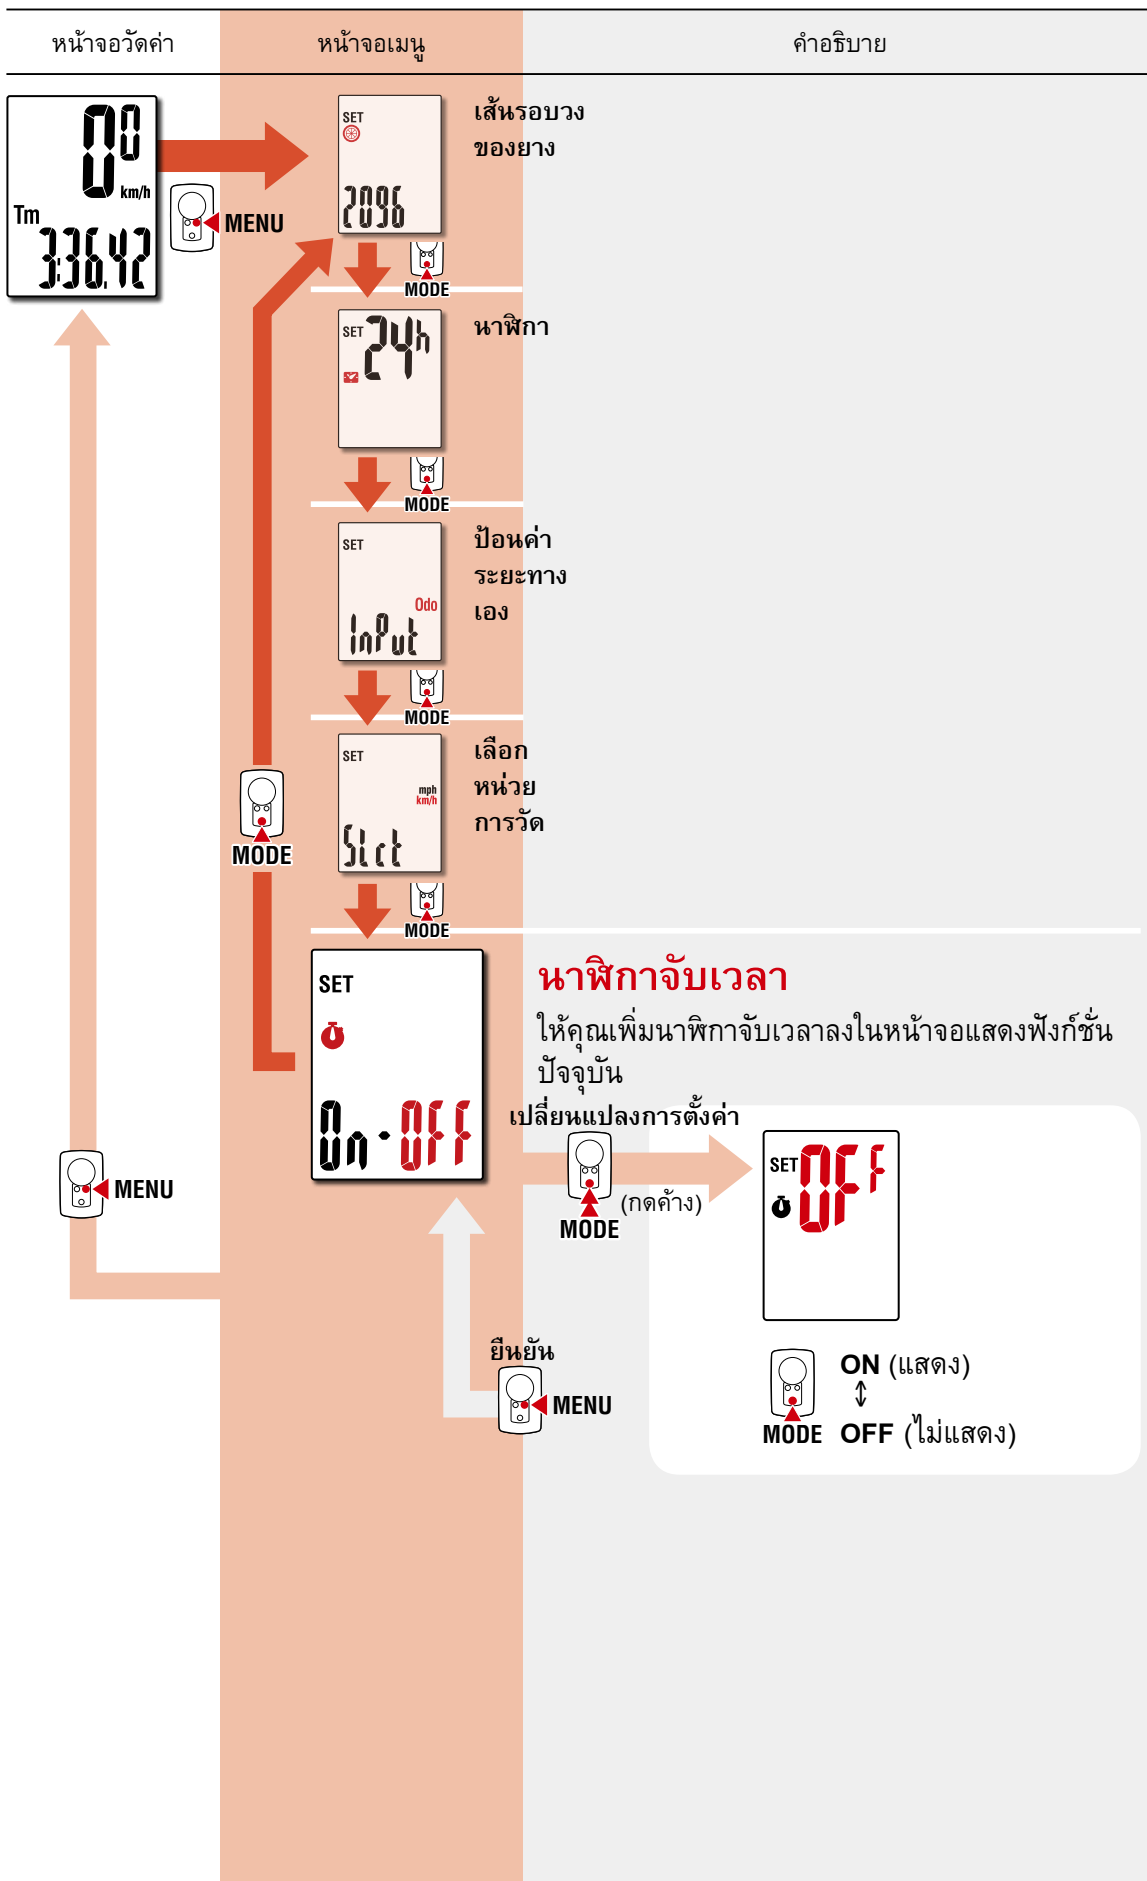 หน้าจอวัดค่า
หน้าจอเมนู
คำอธิบาย
0⁰
km/h
Tm
3:36.42
MENU
SET
2096
เส้นรอบวง
ของยาง
MODE
SET 24h
นาฬิกา
MODE
SET
Odo
InPut
ป้อนค่า
ระยะทาง
เอง
MODE
SET
mph
km/h
Slct
เลือก
หน่วย
การวัด
MODE
MODE
SET
On-OFF
นาฬิกาจับเวลา
ให้คุณเพิ่มนาฬิกาจับเวลาลงในหน้าจอแสดงฟังก์ชั่น
ปัจจุบัน
เปลี่ยนแปลงการตั้งค่า
(กดค้าง)
MODE
SET OFF
MENU
ยืนยัน
MENU
ON (แสดง)
↕
MODE OFF (ไม่แสดง)